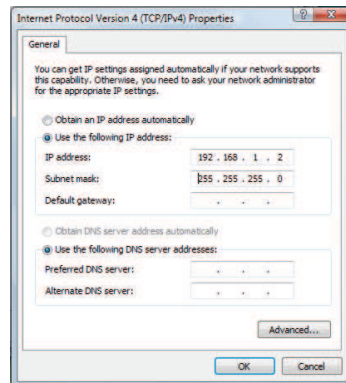 Internet Protocol Version 4 (TCP/IPv4) Properties
General
You can get IP settings assigned automatically if your network supports
this capability. Otherwise, you need to ask your network administrator
for the appropriate IP settings.
Obtain an IP address automatically
Use the following IP address:
IP address: 192 . 168 . 1 . 2
Subnet mask: 255 . 255 . 255 . 0
Default gateway: . . .
Obtain DNS server address automatically
Use the following DNS server addresses:
Preferred DNS server: . . .
Alternate DNS server: . . .
Advanced...
OK Cancel